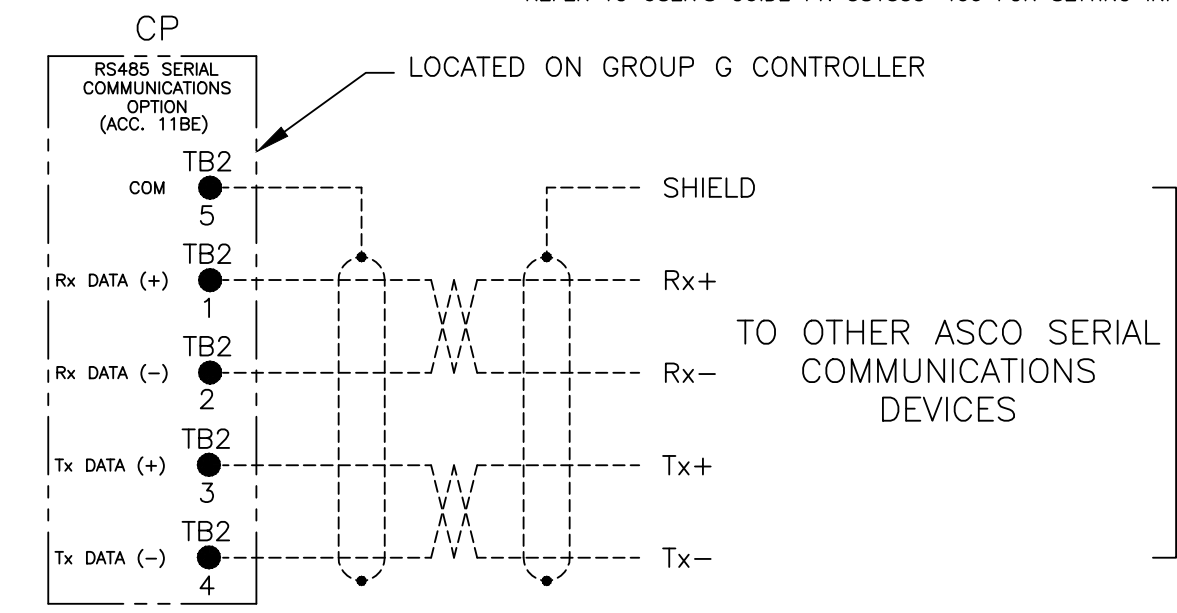 CP
RS485 SERIAL
COMMUNICATIONS
OPTION
(ACC. 11BE)
LOCATED ON GROUP G CONTROLLER
TB2
COM
5
SHIELD
TB2
Rx DATA (+)
1
Rx+
TB2
Rx DATA (−)
2
Rx−
TB2
Tx DATA (+)
3
Tx+
TB2
Tx DATA (−)
4
Tx−
TO OTHER ASCO SERIAL
COMMUNICATIONS
DEVICES